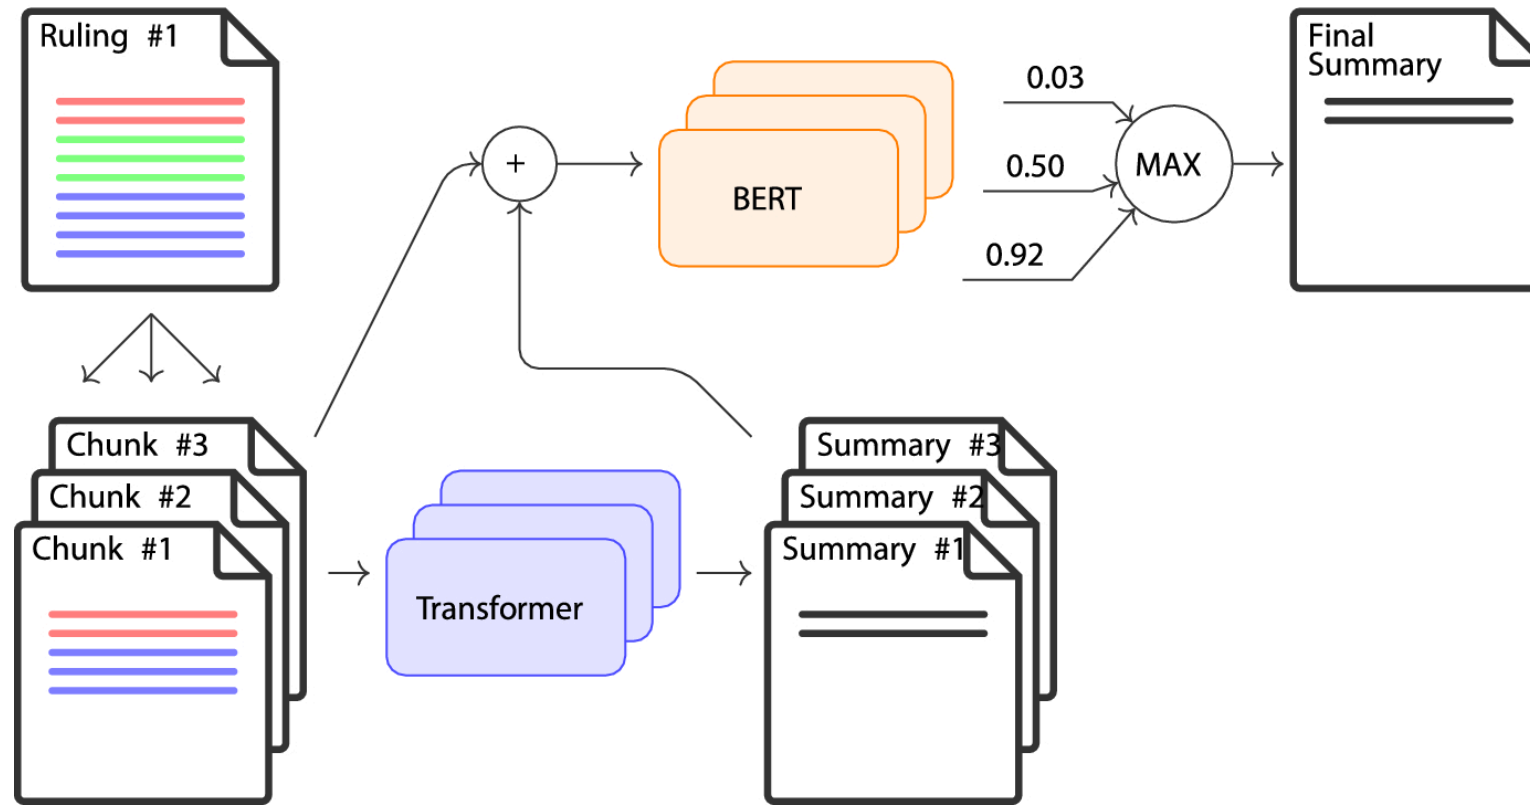 Ruling #1
Final
Summary
0.03
0.50
0.92
+
BERT
MAX
Chunk #3
Chunk #2
Chunk #1
Transformer
Summary #3
Summary #2
Summary #1